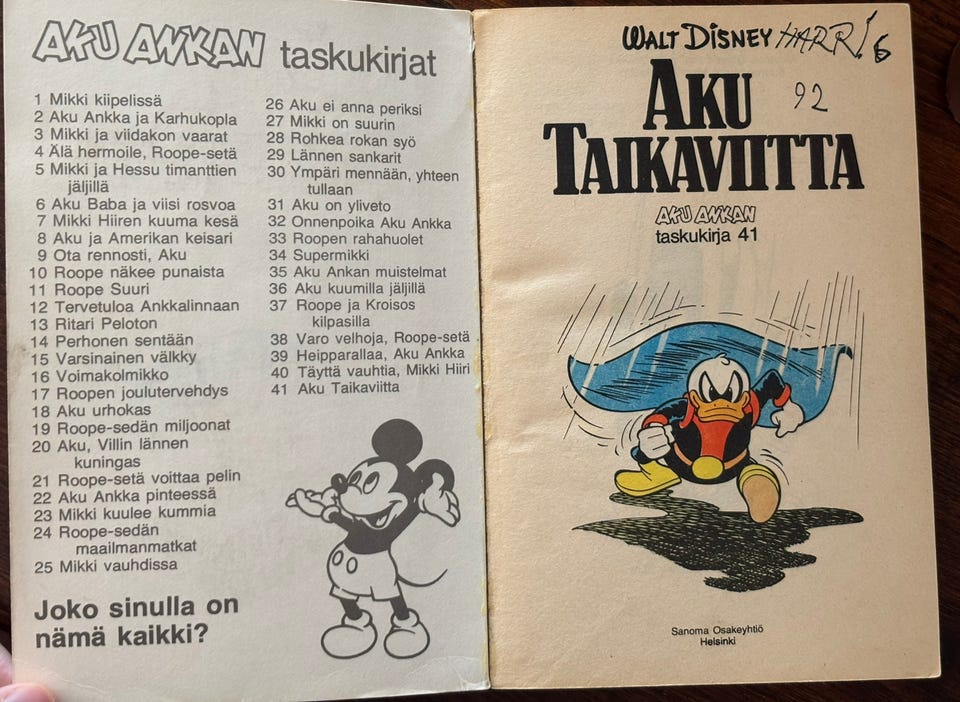 AKU ANKAN taskukirjat
1 Mikki kiipelissä
2 Aku Ankka ja Karhukopla
3 Mikki ja viidakon vaarat
4 Älä hermoile, Roope-setä
5 Mikki ja Hessu timanttien
jäljillä
6 Aku Baba ja viisi rosvoa
7 Mikki Hiiren kuuma kesä
8 Aku ja Amerikan keisari
9 Ota rennosti, Aku
10 Roope näkee punaista
11 Roope Suuri
12 Tervetuloa Ankkalinnaan
13 Ritari Peloton
14 Perhonen sentään
15 Varsinainen välkky
16 Voimakolmikko
17 Roopen joulutervehdys
18 Aku urhokas
19 Roope-sedän miljoonat
20 Aku, Villin lännen
kuningas
21 Roope-setä voittaa pelin
22 Aku Ankka pinteessä
23 Mikki kuulee kummia
24 Roope-sedän
maailmanmatkat
25 Mikki vauhdissa
26 Aku ei anna periksi
27 Mikki on suurin
28 Rohkea rokan syö
29 Lännen sankarit
30 Ympäri mennään, yhteen
tullaan
31 Aku on yliveto
32 Onnenpoika Aku Ankka
33 Roopen rahahuolet
34 Supermikki
35 Aku Ankan muistelmat
36 Aku kuumilla jäljillä
37 Roope ja Kroisos
kilpasilla
38 Varo velhoja, Roope-setä
39 Heipparallaa, Aku Ankka
40 Täyttä vauhtia, Mikki Hiiri
41 Aku Taikaviitta
Joko sinulla on
nämä kaikki?
WALT DISNEY HARRI
92
AKU
TAIKAVIITTA
AKU ANKAN
taskukirja 41
Sanoma Osakeyhtiö
Helsinki